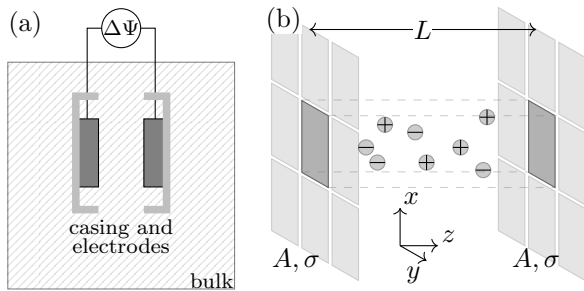 (a)
ΔΨ
casing and
electrodes
bulk
(b)
L
+
−
+
−
−
+
+
−
x
z
y
A, σ
A, σ